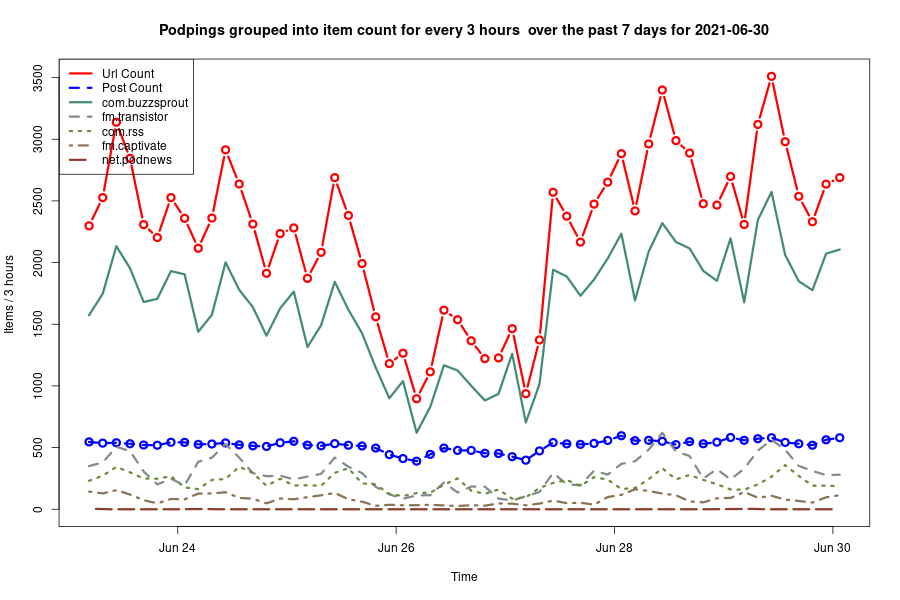 Podpings grouped into item count for every 3 hours  over the past 7 days for 2021-06-30
Url Count
Post Count
com.buzzsprout
fm.transistor
com.rss
fm.captivate
net.podnews
3500
3000
2500
2000
1500
1000
500
0
Items / 3 hours
Jun 24
Jun 26
Jun 28
Jun 30
Time